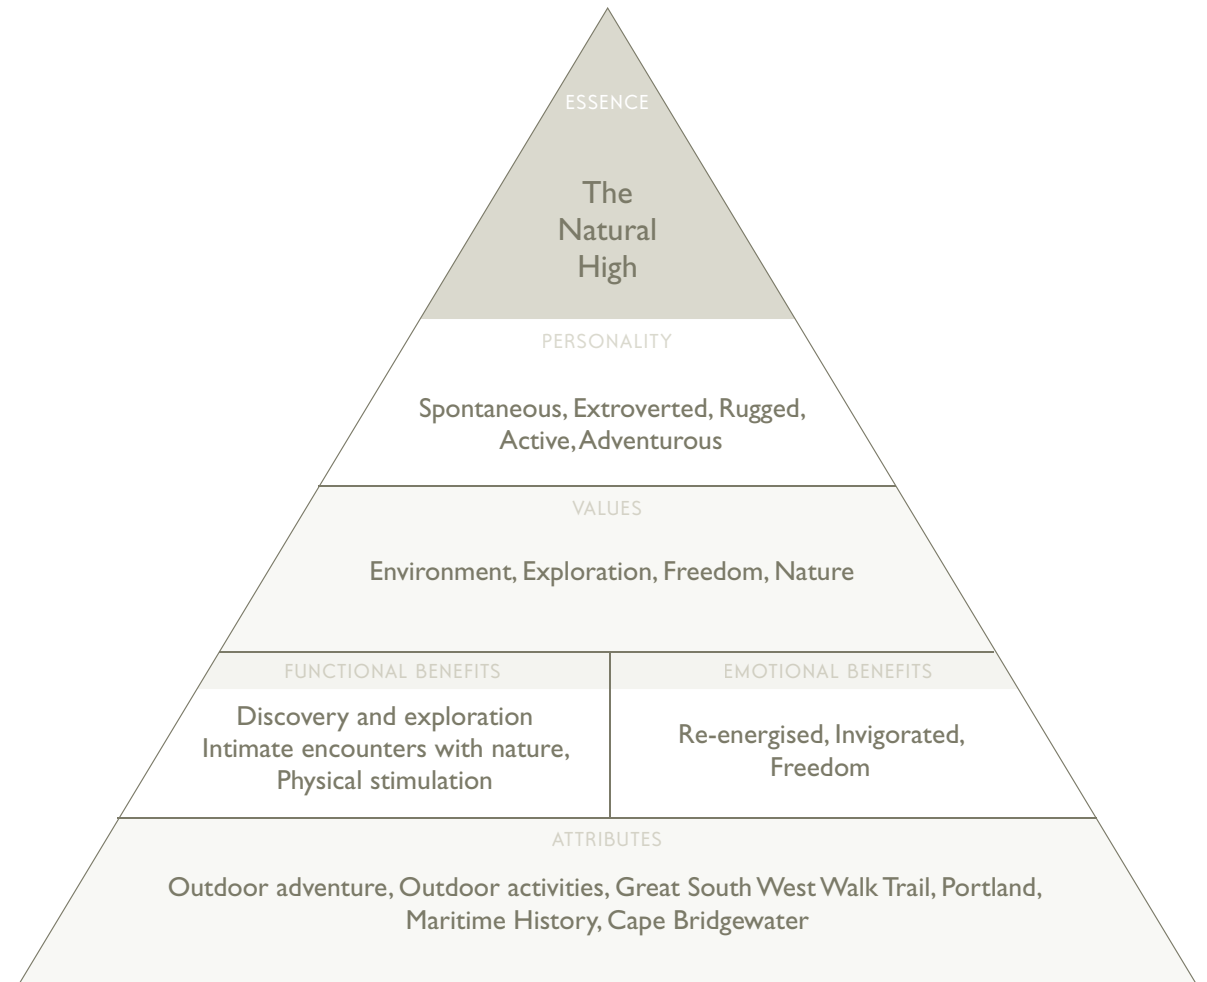 ESSENCE
The
Natural
High
PERSONALITY
Spontaneous, Extroverted, Rugged,
Active, Adventurous
VALUES
Environment, Exploration, Freedom, Nature
FUNCTIONAL BENEFITS
Discovery and exploration
Intimate encounters with nature,
Physical stimulation
EMOTIONAL BENEFITS
Re-energised, Invigorated,
Freedom
ATTRIBUTES
Outdoor adventure, Outdoor activities, Great South West Walk Trail, Portland,
Maritime History, Cape Bridgewater